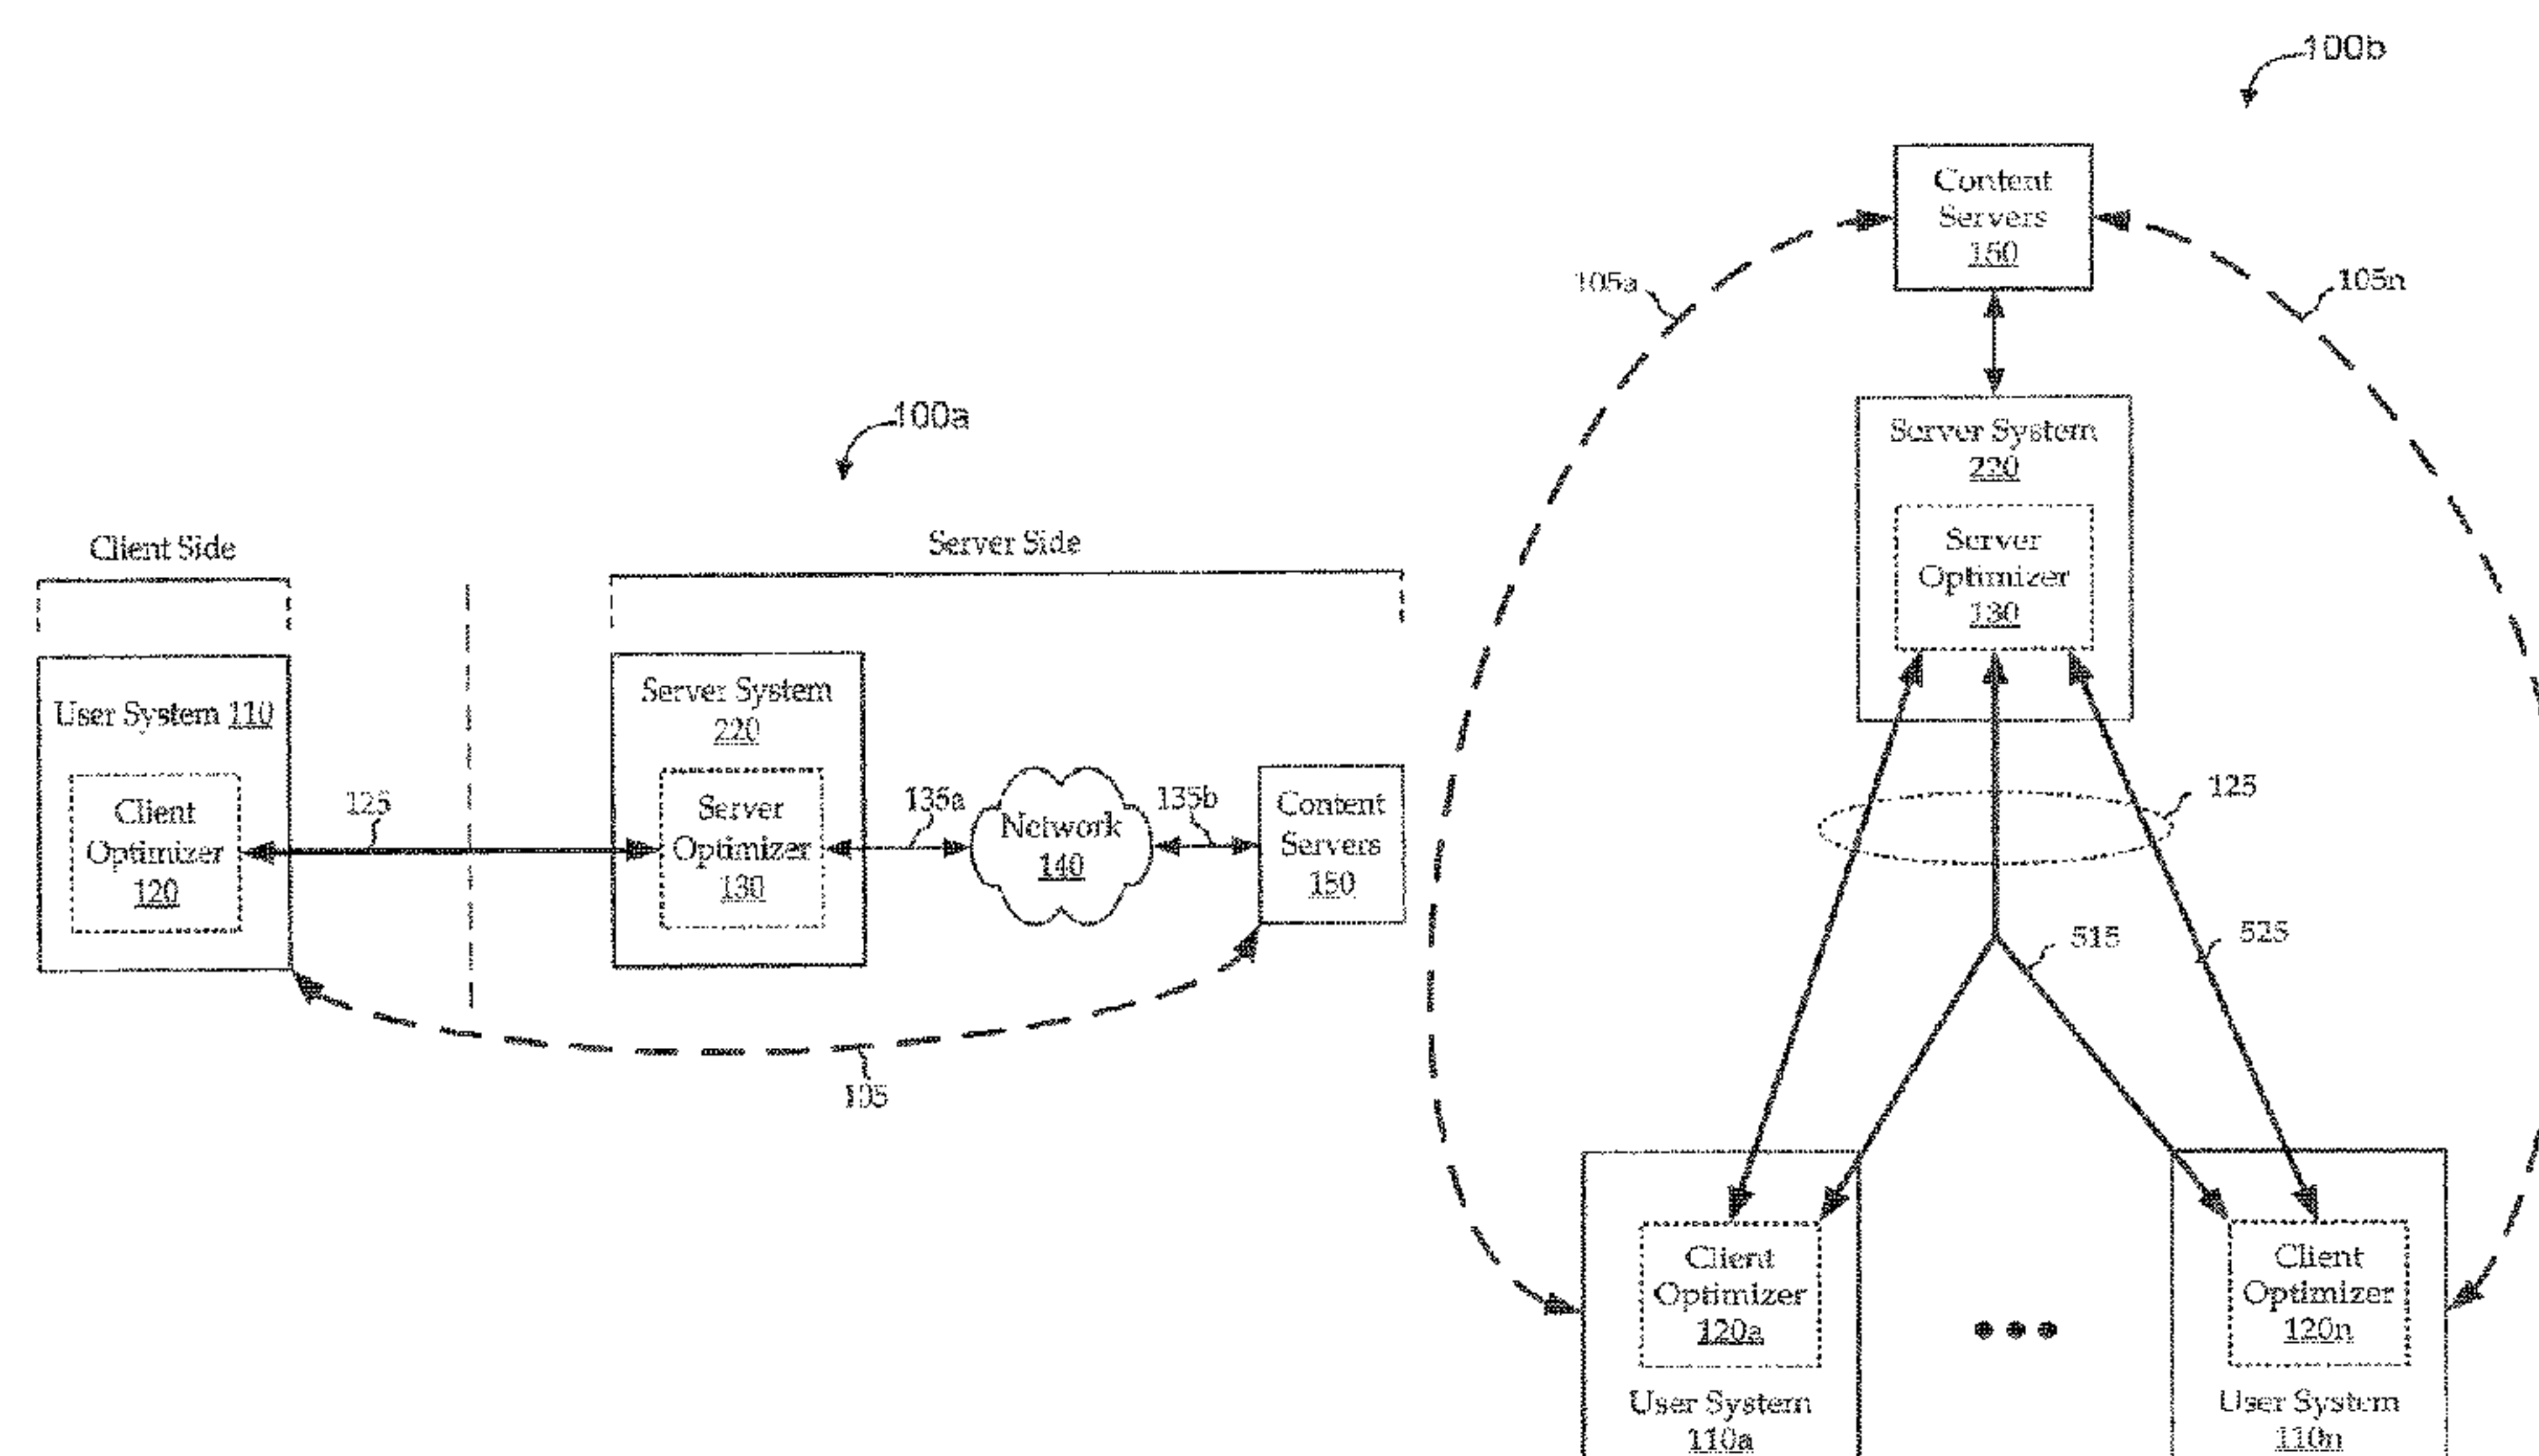 100a
Client Side
Server Side
User System 110
Client
Optimizer
120
125
Server System
220
Server
Optimizer
130
135a
Network
140
135b
Content
Servers
150
105
100b
Content
Servers
150
105a
105n
Server System
220
Server
Optimizer
130
125
515
525
Client
Optimizer
120a
User System
110a
Client
Optimizer
120n
User System
110n